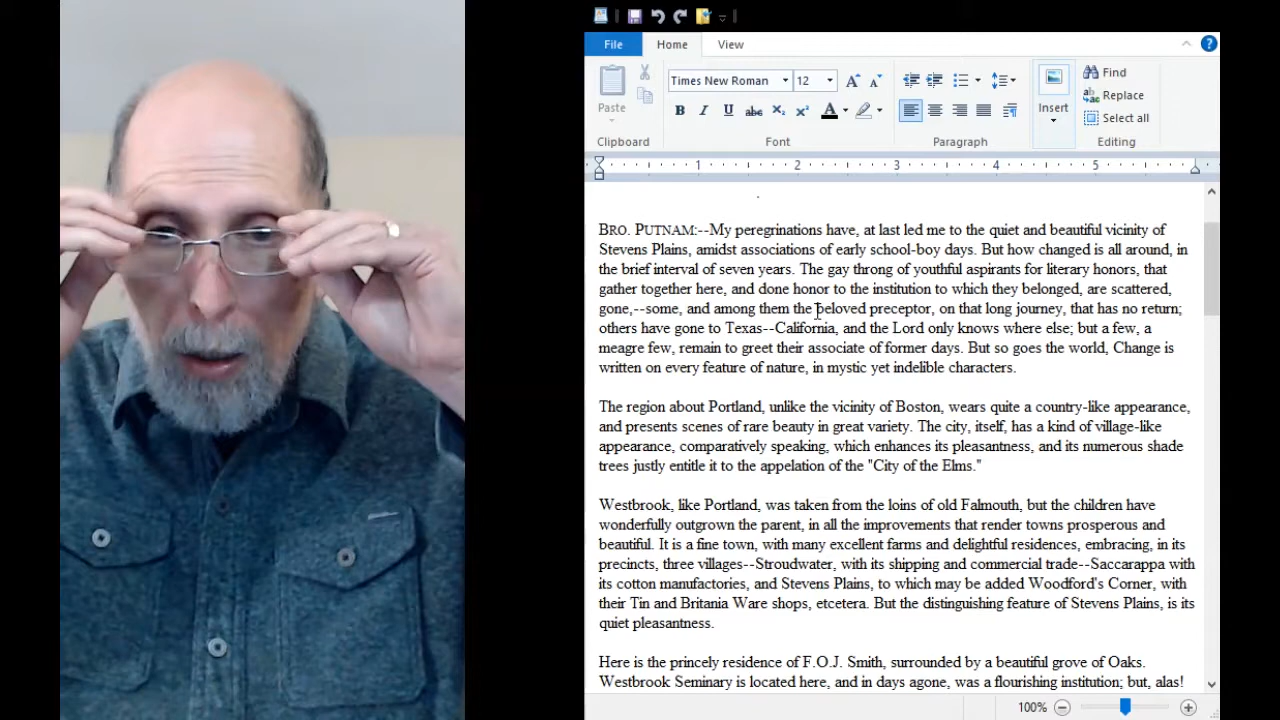 File Home View
Times New Roman 12
Find
Paste
Replace
Insert
B I U abc X₂ X² A
Select all
Clipboard Font Paragraph Editing
1 2 3 4 5
BRO. PUTNAM:--My peregrinations have, at last led me to the quiet and beautiful vicinity of
Stevens Plains, amidst associations of early school-boy days. But how changed is all around, in
the brief interval of seven years. The gay throng of youthful aspirants for literary honors, that
gather together here, and done honor to the institution to which they belonged, are scattered,
gone,--some, and among them the beloved preceptor, on that long journey, that has no return;
others have gone to Texas--California, and the Lord only knows where else; but a few, a
meagre few, remain to greet their associate of former days. But so goes the world, Change is
written on every feature of nature, in mystic yet indelible characters.
The region about Portland, unlike the vicinity of Boston, wears quite a country-like appearance,
and presents scenes of rare beauty in great variety. The city, itself, has a kind of village-like
appearance, comparatively speaking, which enhances its pleasantness, and its numerous shade
trees justly entitle it to the appelation of the "City of the Elms."
Westbrook, like Portland, was taken from the loins of old Falmouth, but the children have
wonderfully outgrown the parent, in all the improvements that render towns prosperous and
beautiful. It is a fine town, with many excellent farms and delightful residences, embracing, in its
precincts, three villages--Stroudwater, with its shipping and commercial trade--Saccarappa with
its cotton manufactories, and Stevens Plains, to which may be added Woodford's Corner, with
their Tin and Britania Ware shops, etcetera. But the distinguishing feature of Stevens Plains, is its
quiet pleasantness.
Here is the princely residence of F.O.J. Smith, surrounded by a beautiful grove of Oaks.
Westbrook Seminary is located here, and in days agone, was a flourishing institution; but, alas!
100%